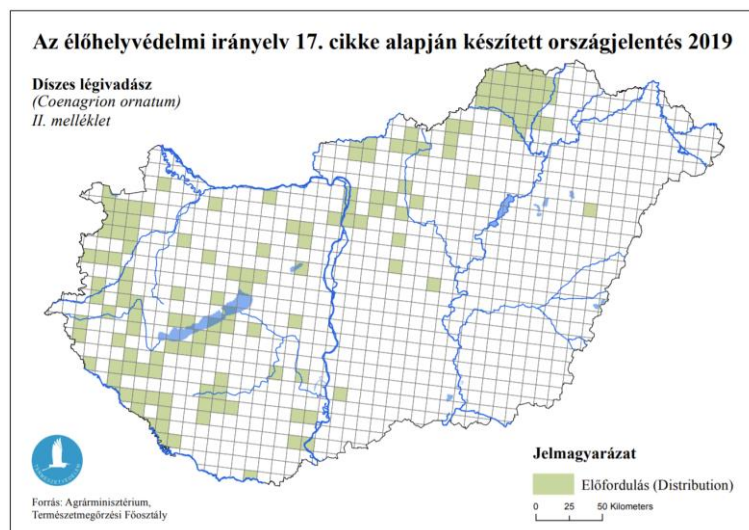 Az élőhelyvédelmi irányelv 17. cikke alapján készített országjelentés 2019
Díszes légivadász
(Coenagrion ornatum)
II. melléklet
Jelmagyarázat
Előfordulás (Distribution)
0 25 50 Kilometers
Forrás: Agrárminisztérium,
Természetmegőrzési Főosztály